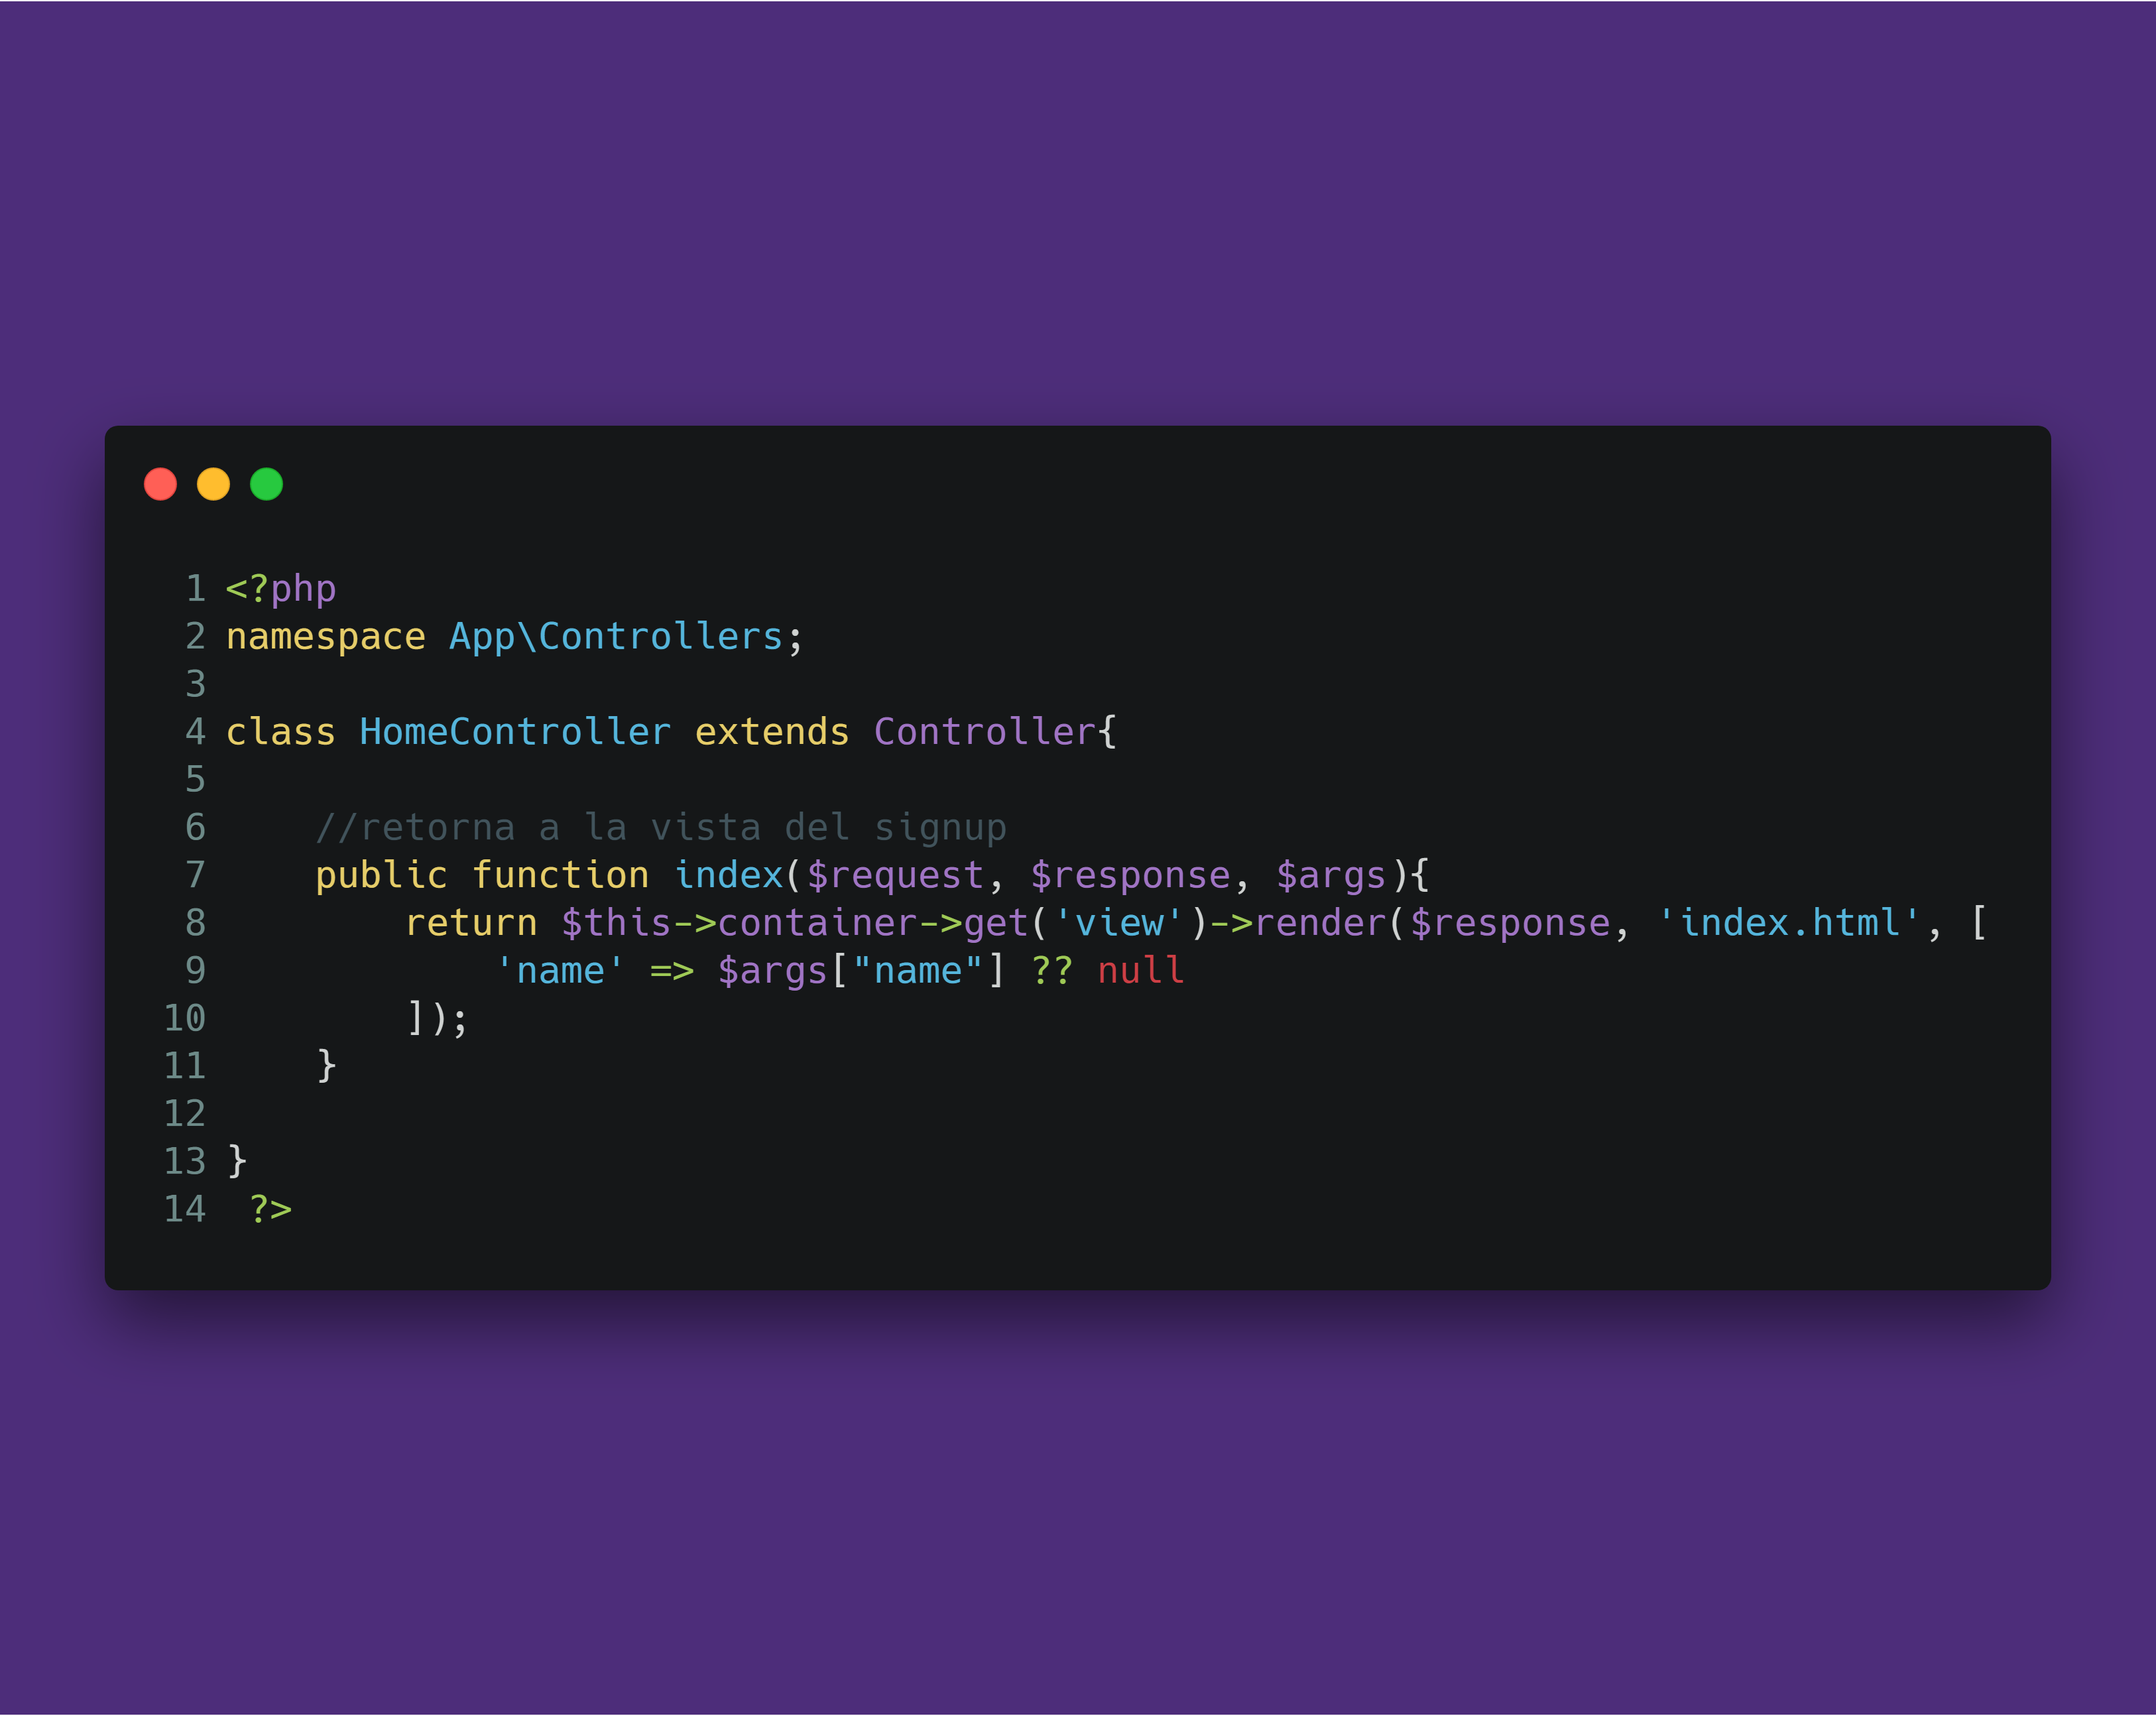 1 <?php
2 namespace App\Controllers;
3
4 class HomeController extends Controller{
5
6     //retorna a la vista del signup
7     public function index($request, $response, $args){
8         return $this->container->get('view')->render($response, 'index.html', [
9             'name' => $args["name"] ?? null
10         ]);
11     }
12
13 }
14  ?>